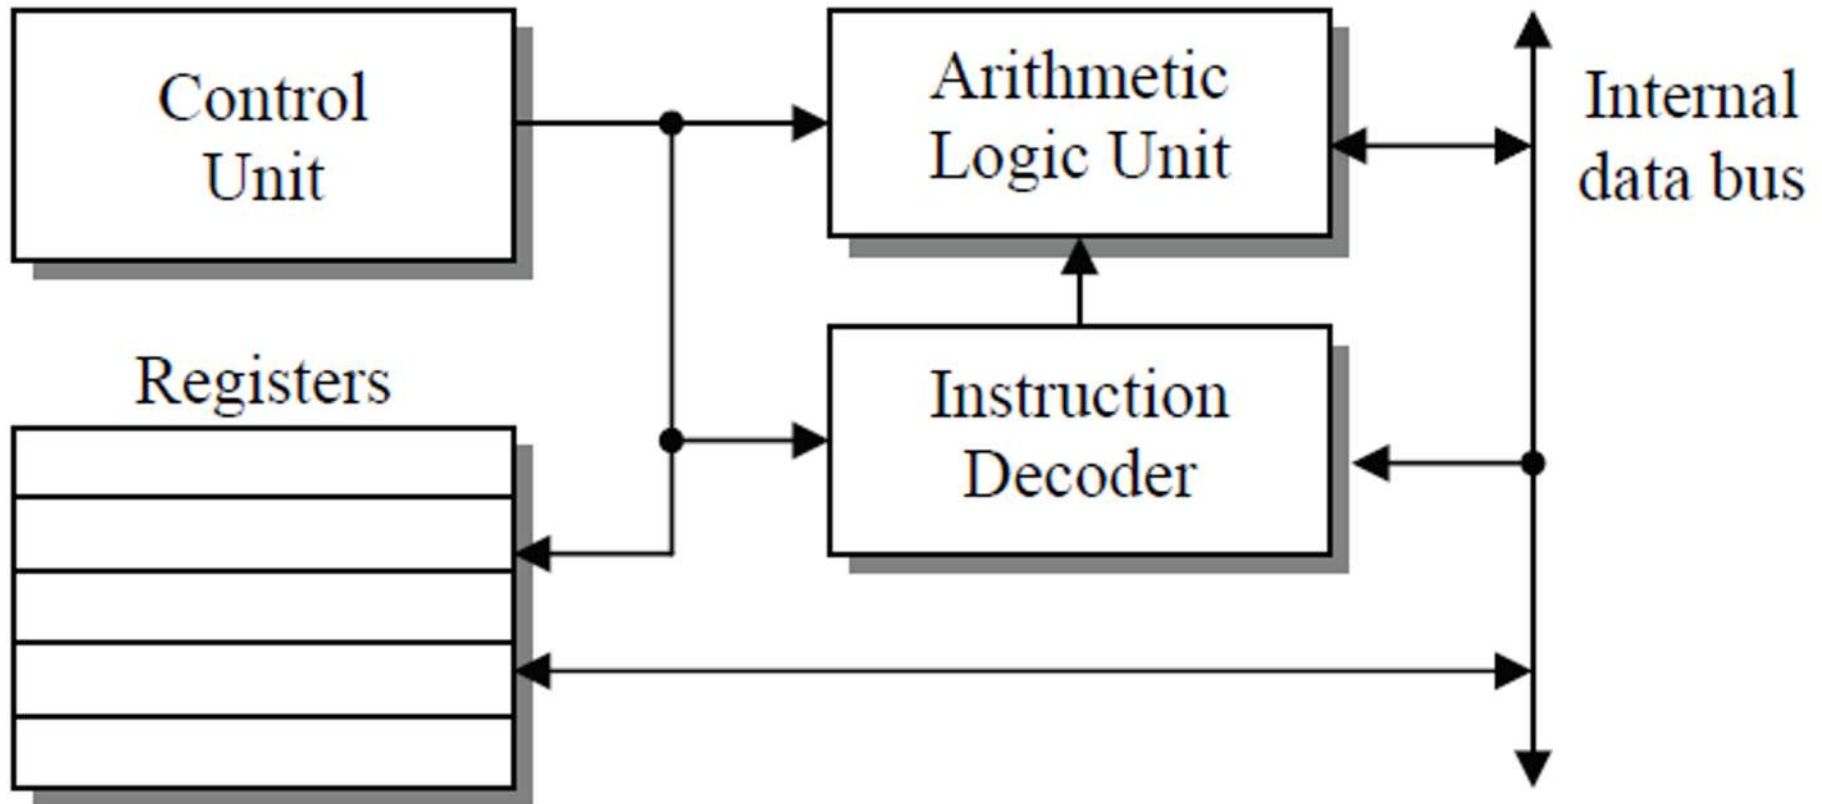 Control
Unit
Arithmetic
Logic Unit
Internal
data bus
Registers
Instruction
Decoder